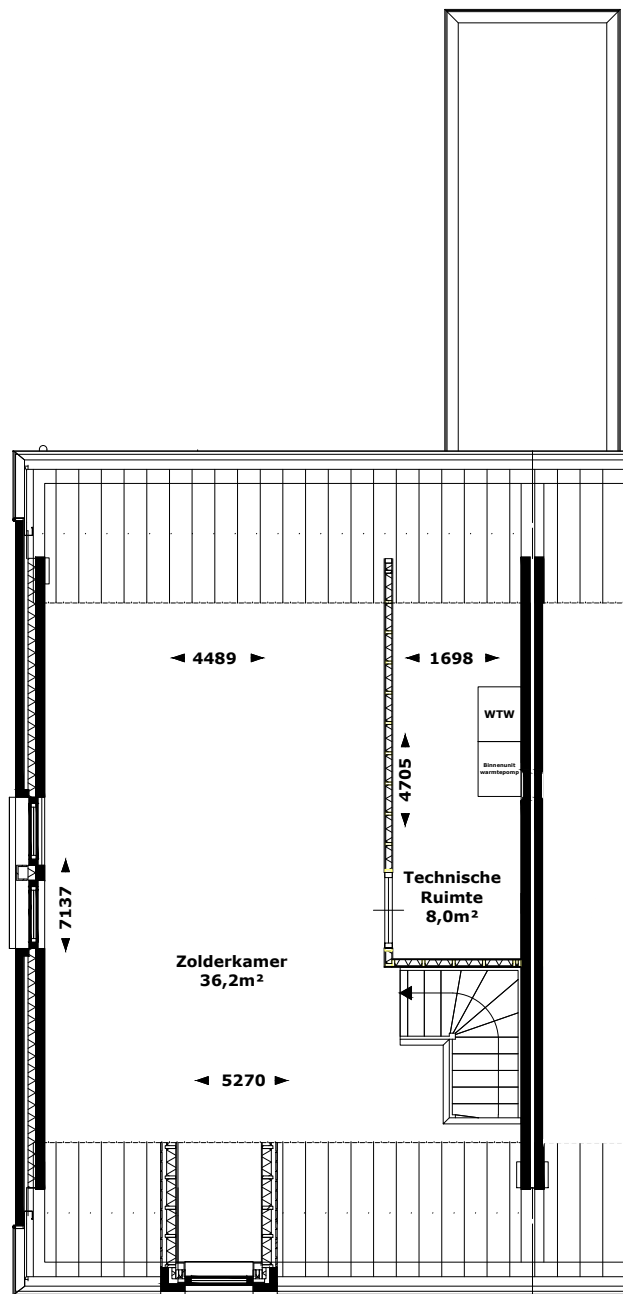 4489
1698
WTW
Binnenunit
warmtepomp
4705
Technische
Ruimte
8,0m²
7137
Zolderkamer
36,2m²
5270